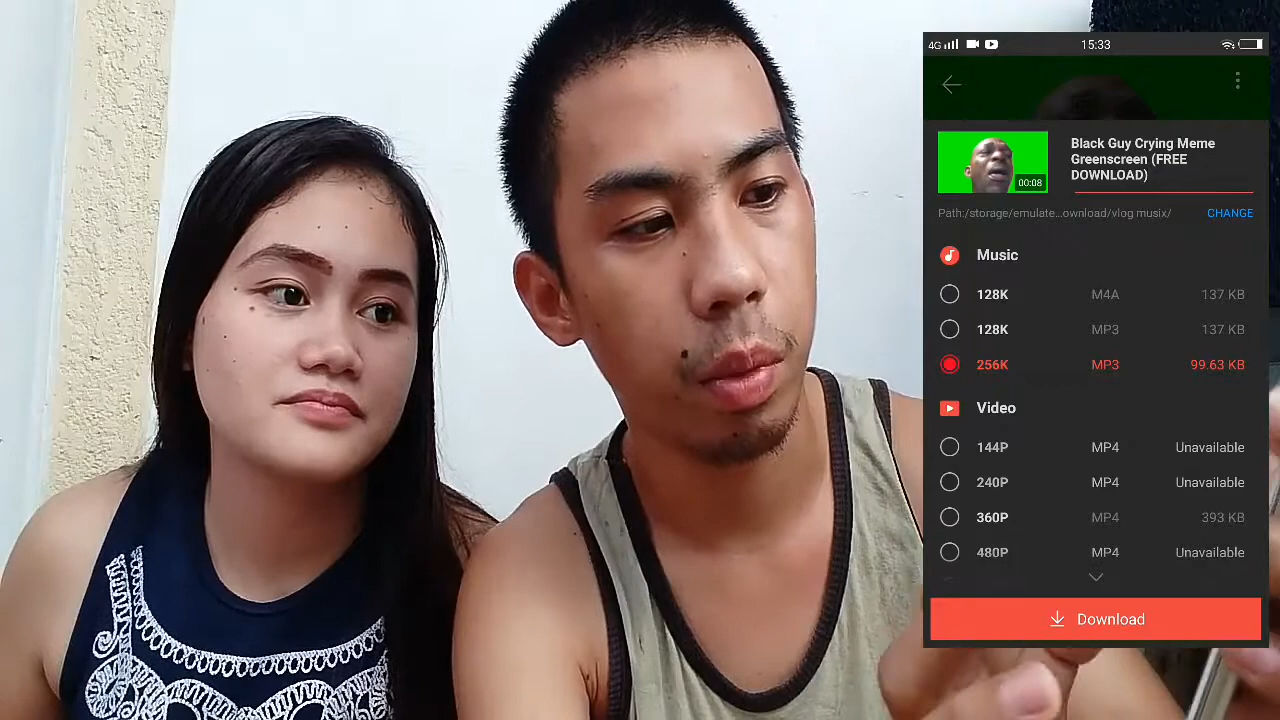 4G 15:33
Black Guy Crying Meme
Greenscreen (FREE
DOWNLOAD)
00:08
Path:/storage/emulate...ownload/vlog musix/ CHANGE
Music
128K M4A 137 KB
128K MP3 137 KB
256K MP3 99.63 KB
Video
144P MP4 Unavailable
240P MP4 Unavailable
360P MP4 393 KB
480P MP4 Unavailable
Download